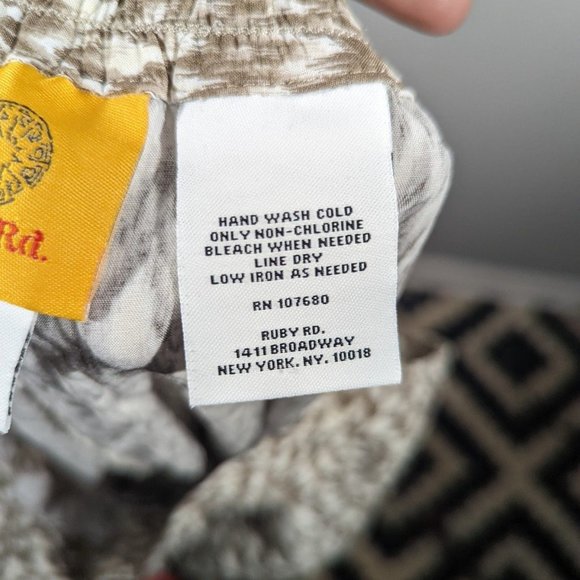 Rd.
HAND WASH COLD
ONLY NON-CHLORINE
BLEACH WHEN NEEDED
LINE DRY
LOW IRON AS NEEDED
RN 107680
RUBY RD.
1411 BROADWAY
NEW YORK, NY. 10018